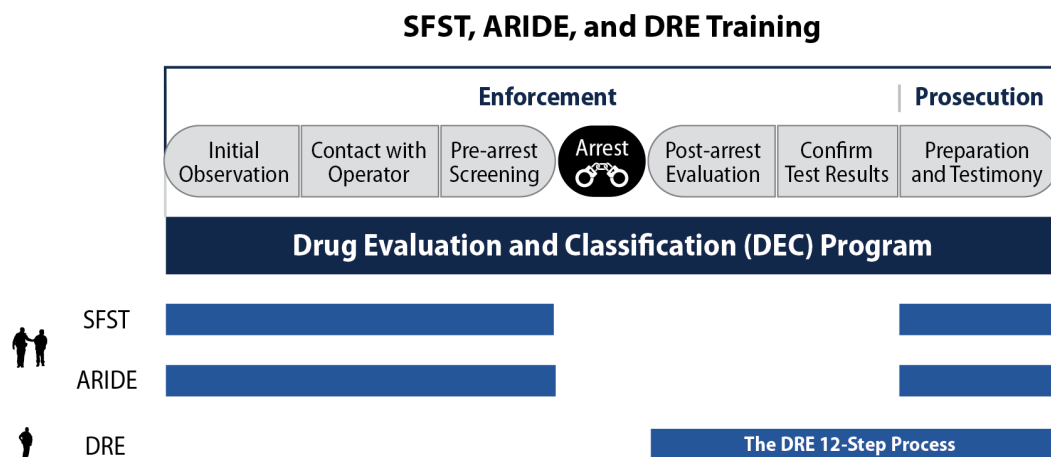 SFST, ARIDE, and DRE Training
Enforcement
Prosecution
Initial
Observation
Contact with
Operator
Pre-arrest
Screening
Arrest
Post-arrest
Evaluation
Confirm
Test Results
Preparation
and Testimony
Drug Evaluation and Classification (DEC) Program
SFST
ARIDE
DRE
The DRE 12-Step Process